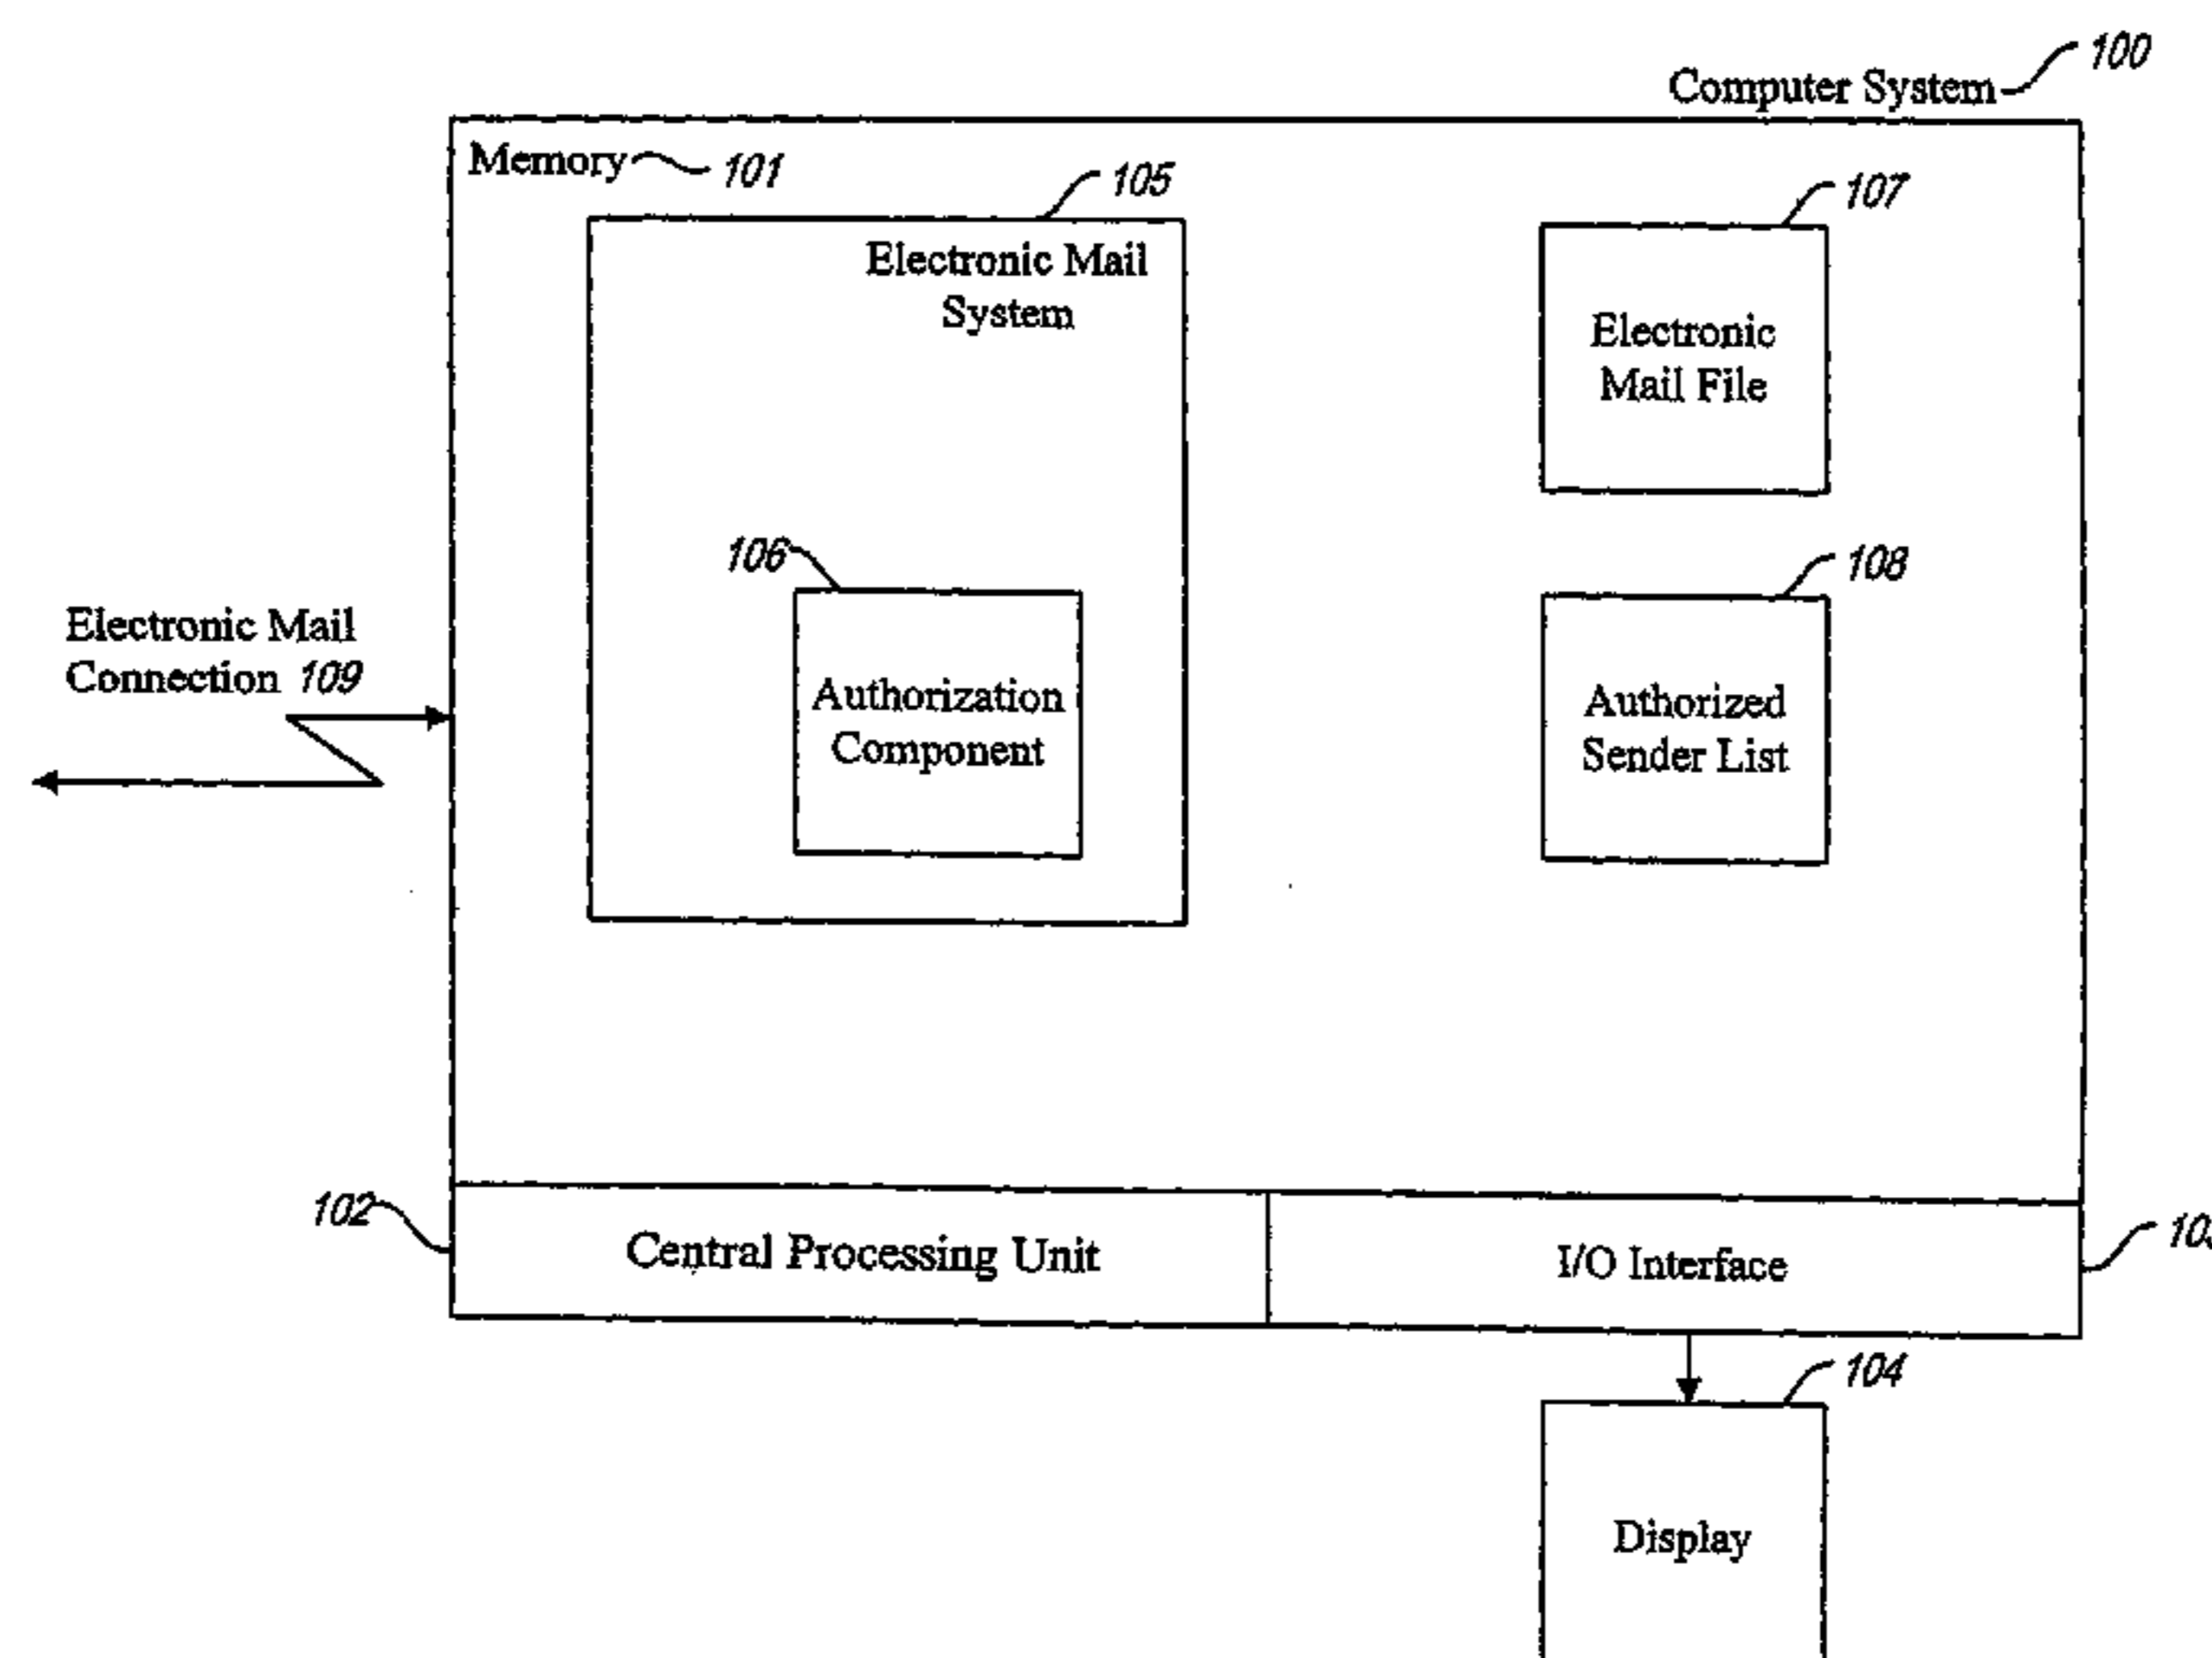 Computer System 100
Memory 101
105
107
Electronic Mail
System
Electronic
Mail File
106
108
Electronic Mail
Connection 109
Authorization
Component
Authorized
Sender List
102
Central Processing Unit
I/O Interface
104
Display